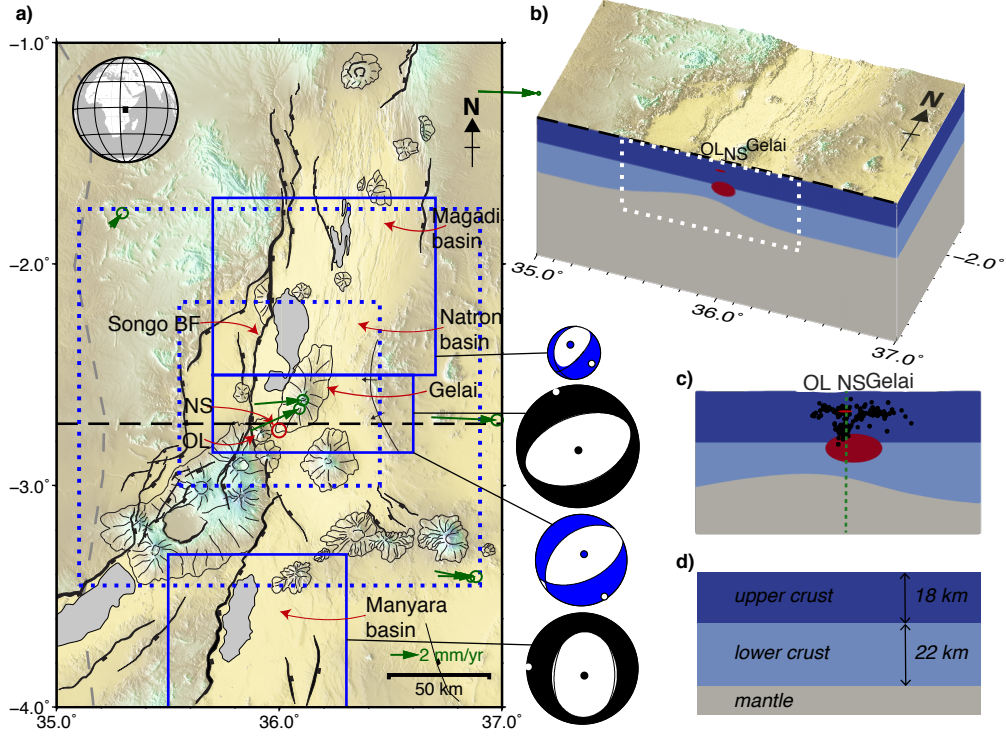 a)
−1.0˚
−2.0˚
−3.0˚
−4.0˚
35.0˚
36.0˚
37.0˚
N
Magadi
basin
Songo BF
Natron
basin
Gelai
NS
OL
Manyara
basin
2 mm/yr
50 km
b)
N
OL
NS
Gelai
35.0˚
36.0˚
37.0˚
−2.0˚
c)
OL NS Gelai
d)
upper crust
18 km
lower crust
22 km
mantle